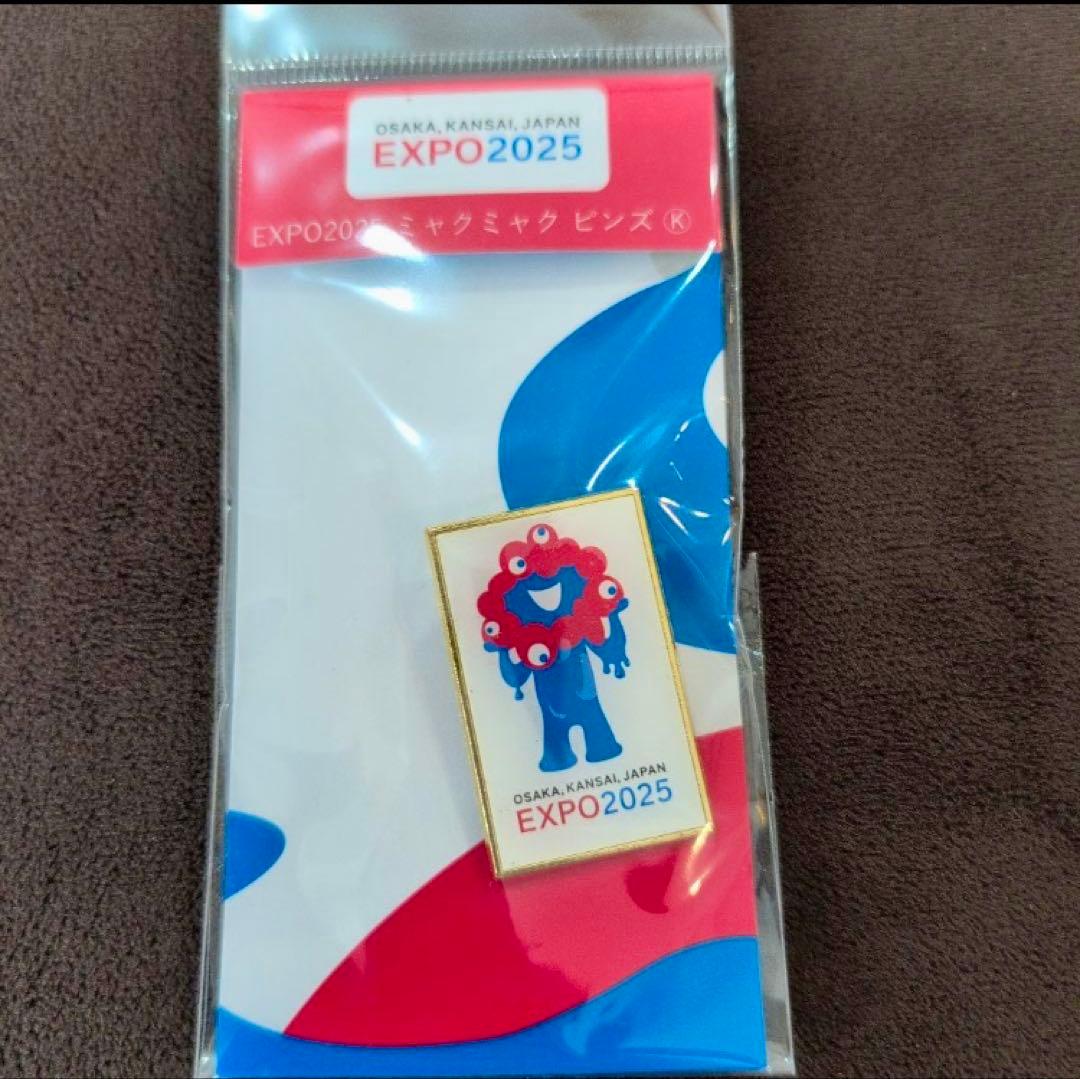 OSAKA, KANSAI, JAPAN
EXPO2025
EXPO2025 ミャクミャク ピンズ Ⓚ
OSAKA, KANSAI, JAPAN
EXPO2025